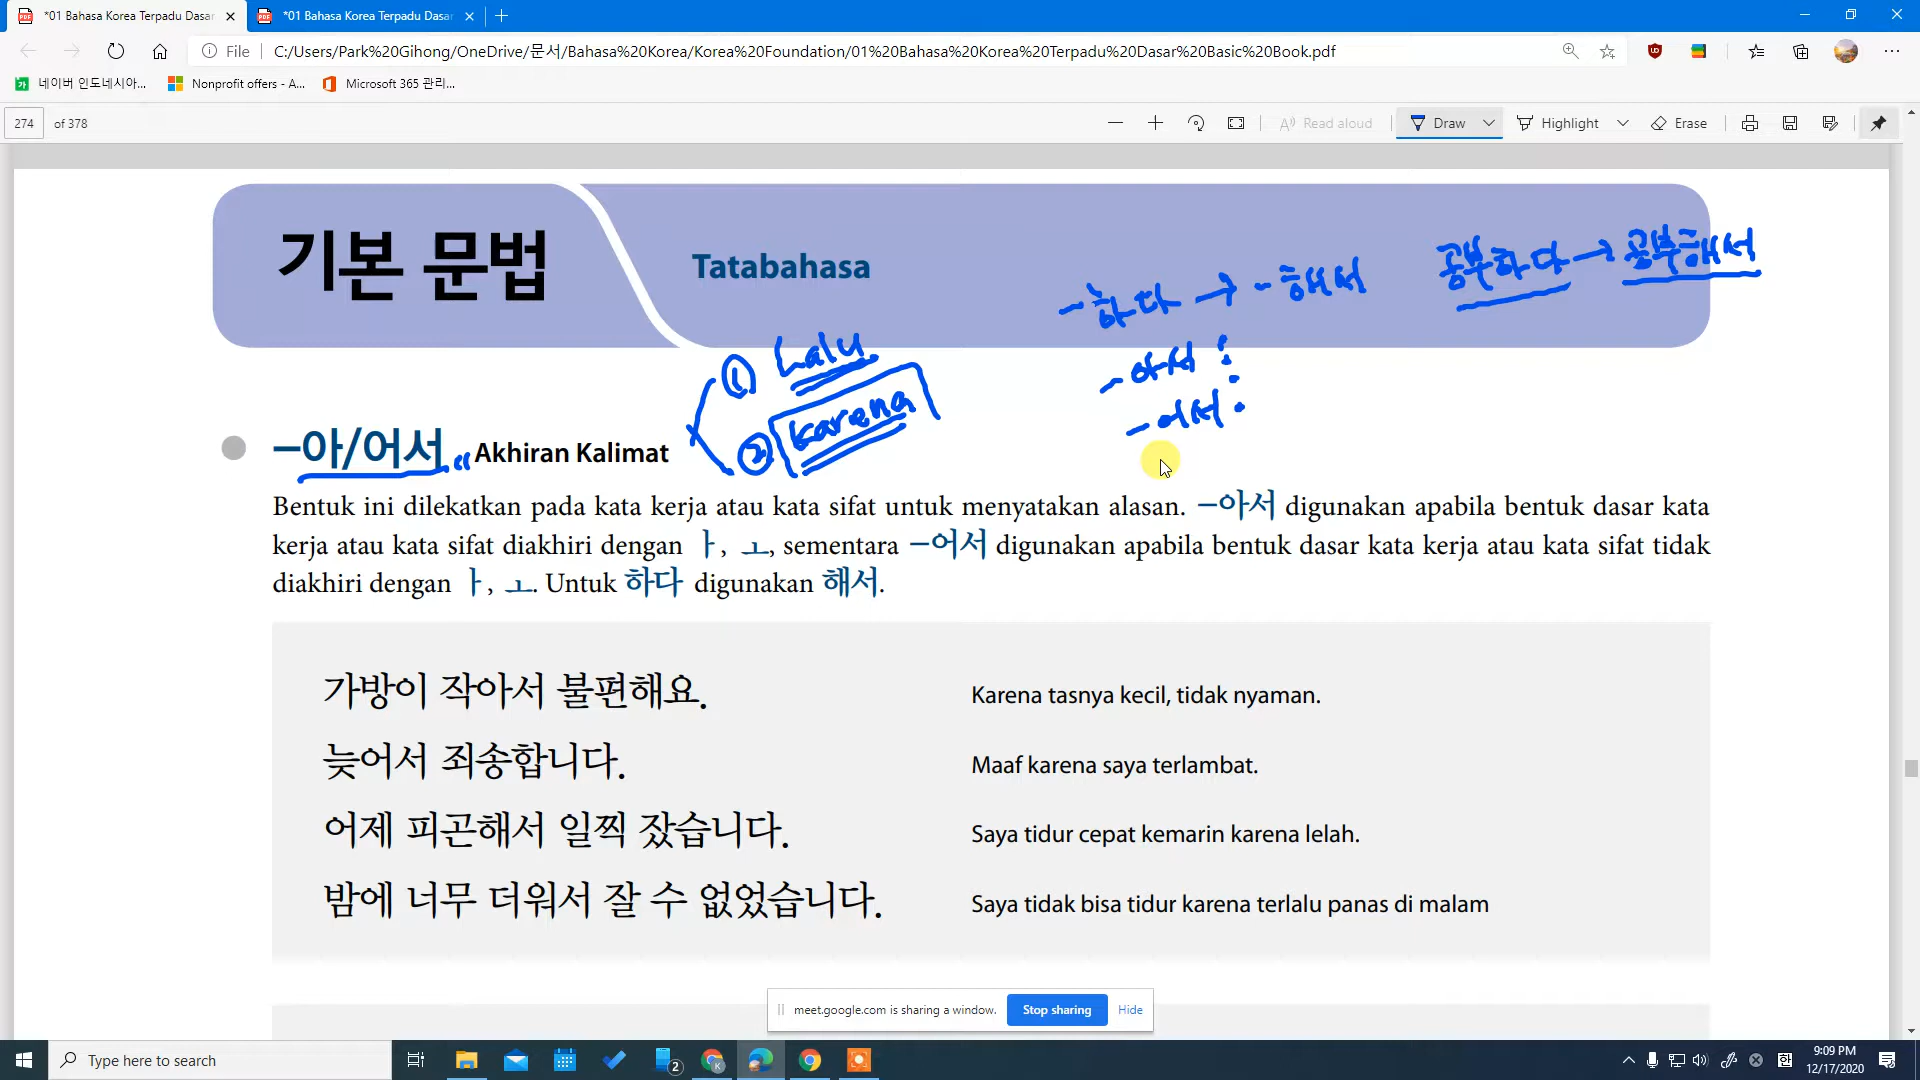 *01 Bahasa Korea Terpadu Dasar
*01 Bahasa Korea Terpadu Dasar
File
C:/Users/Park%20Gihong/OneDrive/문서/Bahasa%20Korea/Korea%20Foundation/01%20Bahasa%20Korea%20Terpadu%20Dasar%20Basic%20Book.pdf
네이버 인도네시아...
Nonprofit offers - A...
Microsoft 365 관리...
274 of 378
Read aloud
Draw
Highlight
Erase
기본 문법
Tatabahasa
-하다 → -해서
공부하다 → 공부해서
① Lalu
② Karena
-아서 :
-어서 :
–아/어서 “ Akhiran Kalimat
Bentuk ini dilekatkan pada kata kerja atau kata sifat untuk menyatakan alasan. –아서 digunakan apabila bentuk dasar kata
kerja atau kata sifat diakhiri dengan ㅏ, ㅗ, sementara –어서 digunakan apabila bentuk dasar kata kerja atau kata sifat tidak
diakhiri dengan ㅏ, ㅗ. Untuk 하다 digunakan 해서.
가방이 작아서 불편해요.
Karena tasnya kecil, tidak nyaman.
늦어서 죄송합니다.
Maaf karena saya terlambat.
어제 피곤해서 일찍 잤습니다.
Saya tidur cepat kemarin karena lelah.
밤에 너무 더워서 잘 수 없었습니다.
Saya tidak bisa tidur karena terlalu panas di malam
meet.google.com is sharing a window.
Stop sharing
Hide
Type here to search
2
K
한
9:09 PM
12/17/2020